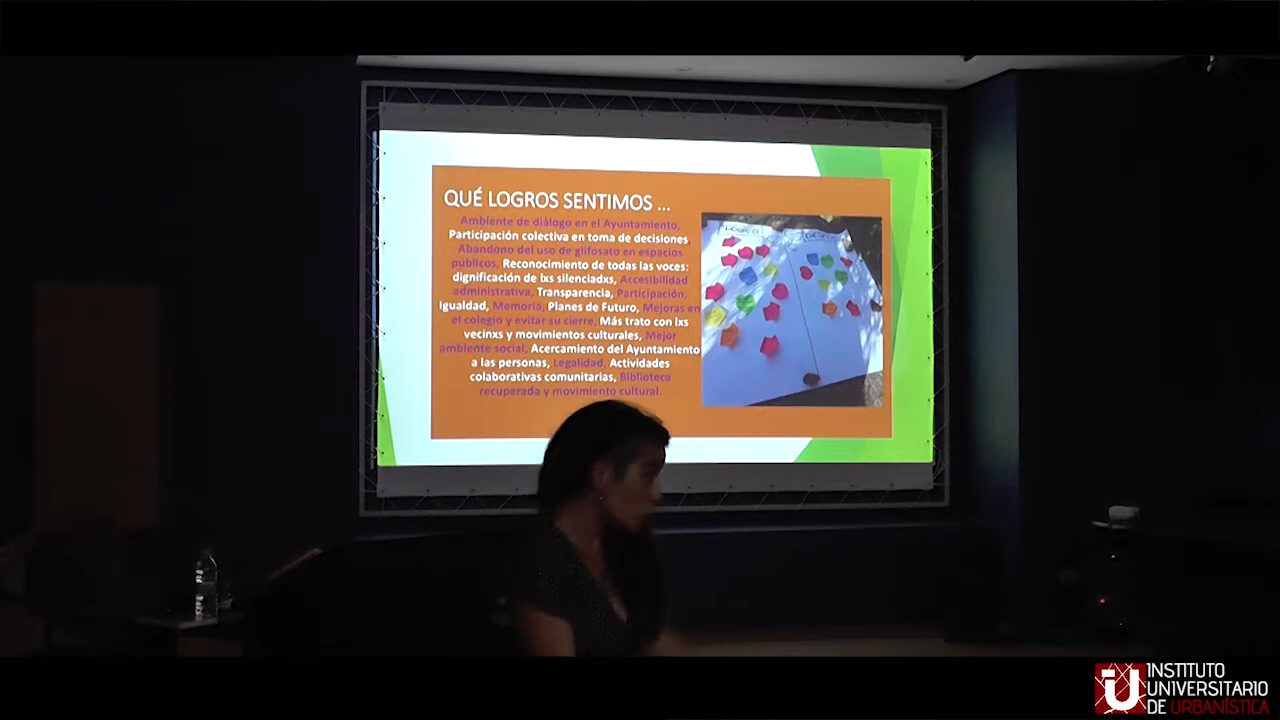 QUÉ LOGROS SENTIMOS ...
Ambiente de diálogo en el Ayuntamiento,
Participación colectiva en toma de decisiones
Abandono del uso de glifosato en espacios
públicos, Reconocimiento de todas las voces:
dignificación de lxs silenciadxs, Accesibilidad
administrativa, Transparencia, Participación,
Igualdad, Memoria, Planes de Futuro, Mejoras en
el colegio y evitar su cierre, Más trato con lxs
vecinxs y movimientos culturales, Mejor
ambiente social, Acercamiento del Ayuntamiento
a las personas, Legalidad, Actividades
colaborativas comunitarias, Biblioteca
recuperada y movimiento cultural.
LOGROS
IU INSTITUTO
UNIVERSITARIO
DE URBANÍSTICA